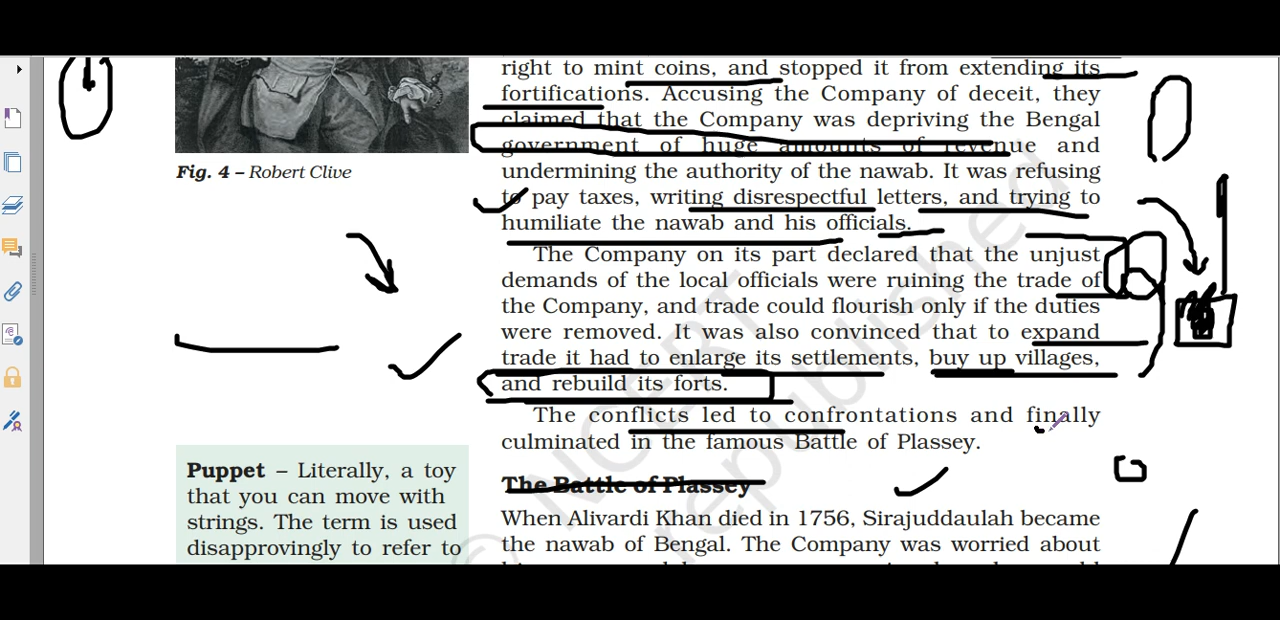 right to mint coins, and stopped it from extending its
fortifications. Accusing the Company of deceit, they
claimed that the Company was depriving the Bengal
government of huge amounts of revenue and
undermining the authority of the nawab. It was refusing
to pay taxes, writing disrespectful letters, and trying to
humiliate the nawab and his officials.
Fig. 4 – Robert Clive
The Company on its part declared that the unjust
demands of the local officials were ruining the trade of
the Company, and trade could flourish only if the duties
were removed. It was also convinced that to expand
trade it had to enlarge its settlements, buy up villages,
and rebuild its forts.
The conflicts led to confrontations and finally
culminated in the famous Battle of Plassey.
The Battle of Plassey
When Alivardi Khan died in 1756, Sirajuddaulah became
the nawab of Bengal. The Company was worried about
Puppet – Literally, a toy
that you can move with
strings. The term is used
disapprovingly to refer to
© NCERT
republished